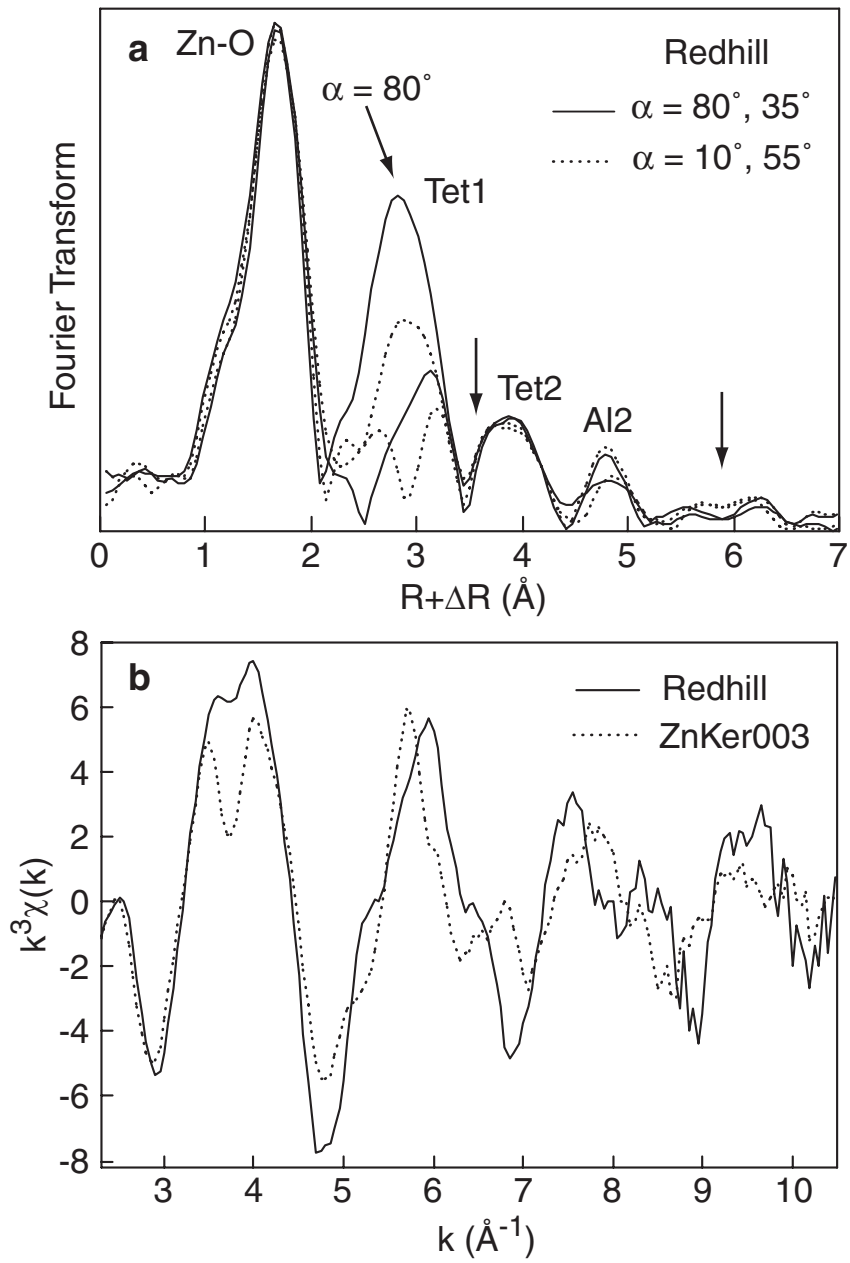 a
Zn-O
Redhill
α = 80°
α = 80°, 35°
α = 10°, 55°
Tet1
Tet2
Al2
Fourier Transform
0 1 2 3 4 5 6 7
R+ΔR (Å)
b
Redhill
ZnKer003
8
6
4
2
0
-2
-4
-6
-8
k³χ(k)
3 4 5 6 7 8 9 10
k (Å⁻¹)